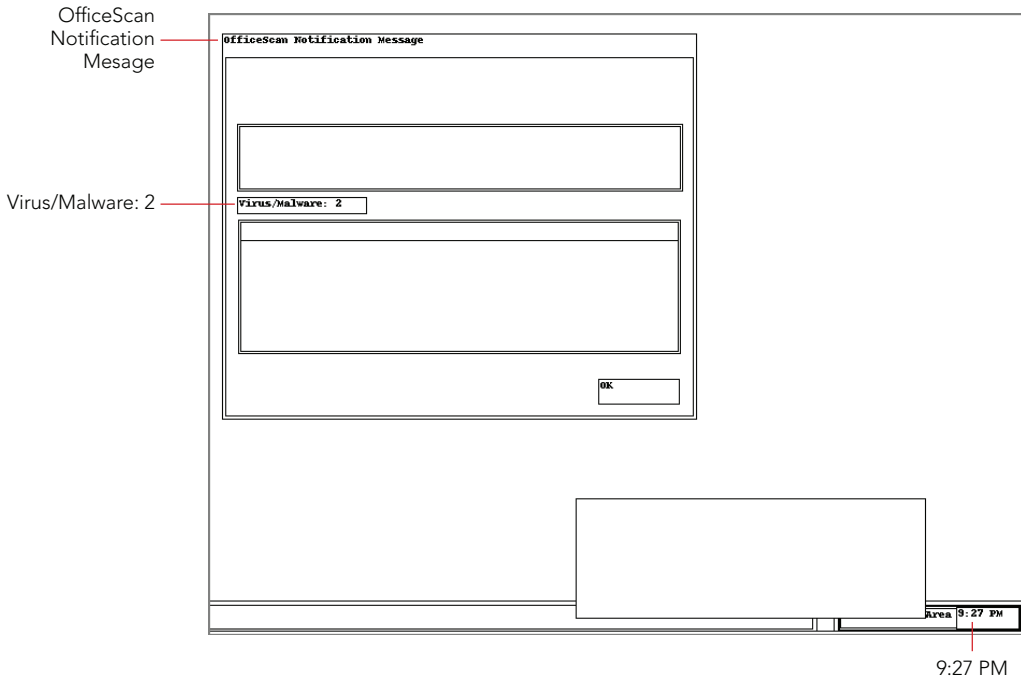 OfficeScan
Notification
Mesage
OfficeScan Notification Message
Virus/Malware: 2
Virus/Malware: 2
OK
Area
9:27 PM
9:27 PM